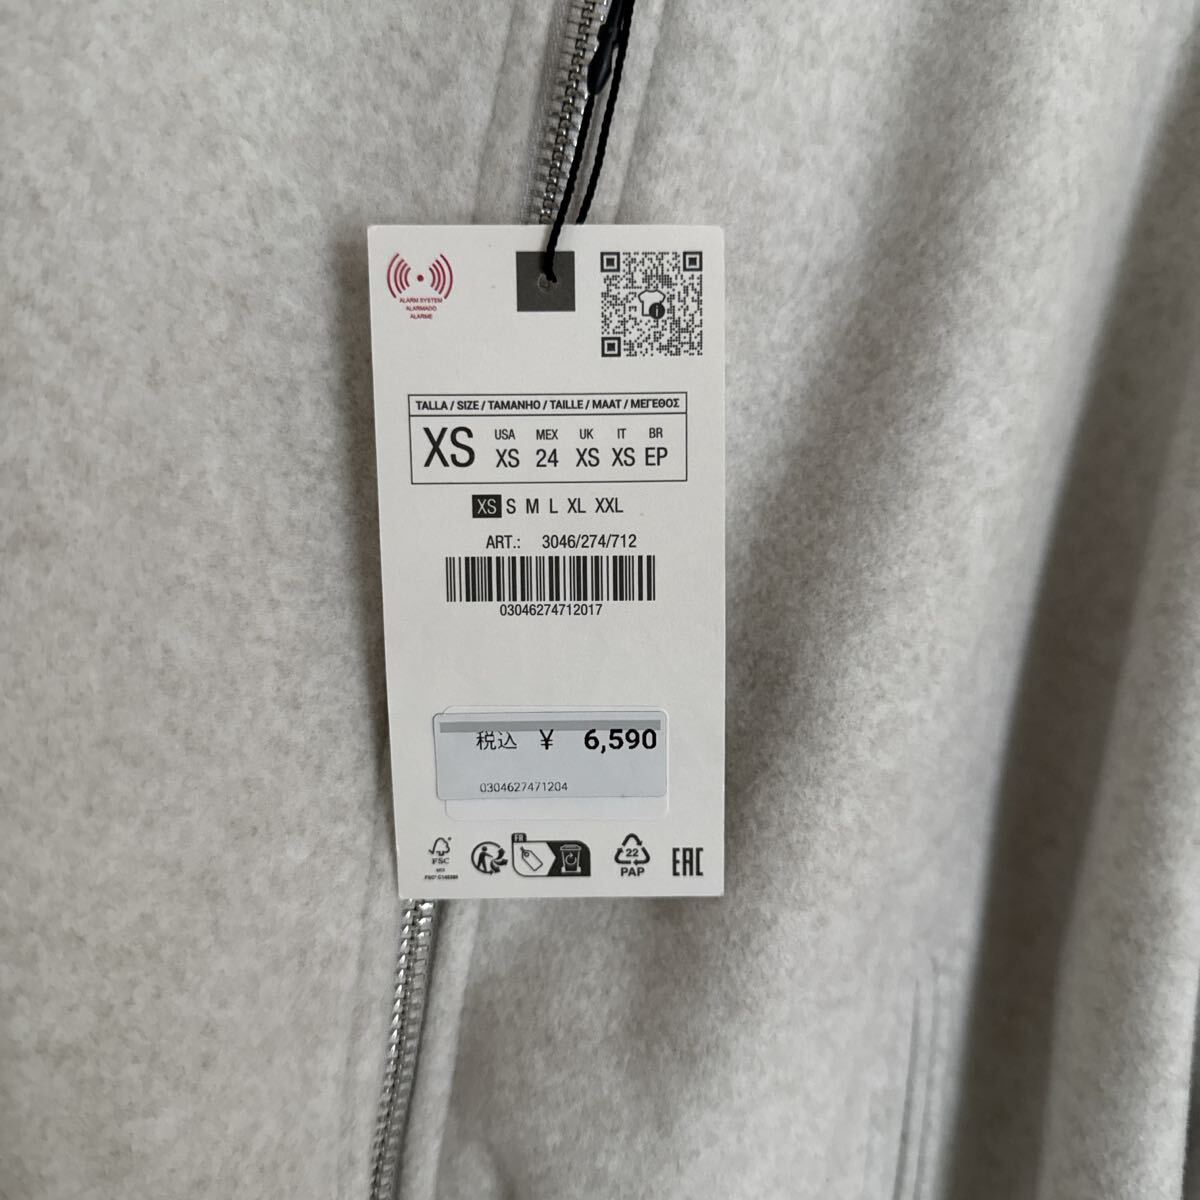 ALARM SYSTEM
ALARMADO
ALARME
TALLA / SIZE / TAMANHO / TAILLE / MAAT / ΜΕΓΕΘΟΣ
XS
USA MEX UK IT BR
XS 24 XS XS EP
XS S M L XL XXL
ART.: 3046/274/712
03046274712017
税込 ¥ 6,590
0304627471204
FR
FSC
MIX
22
PAP
EAC